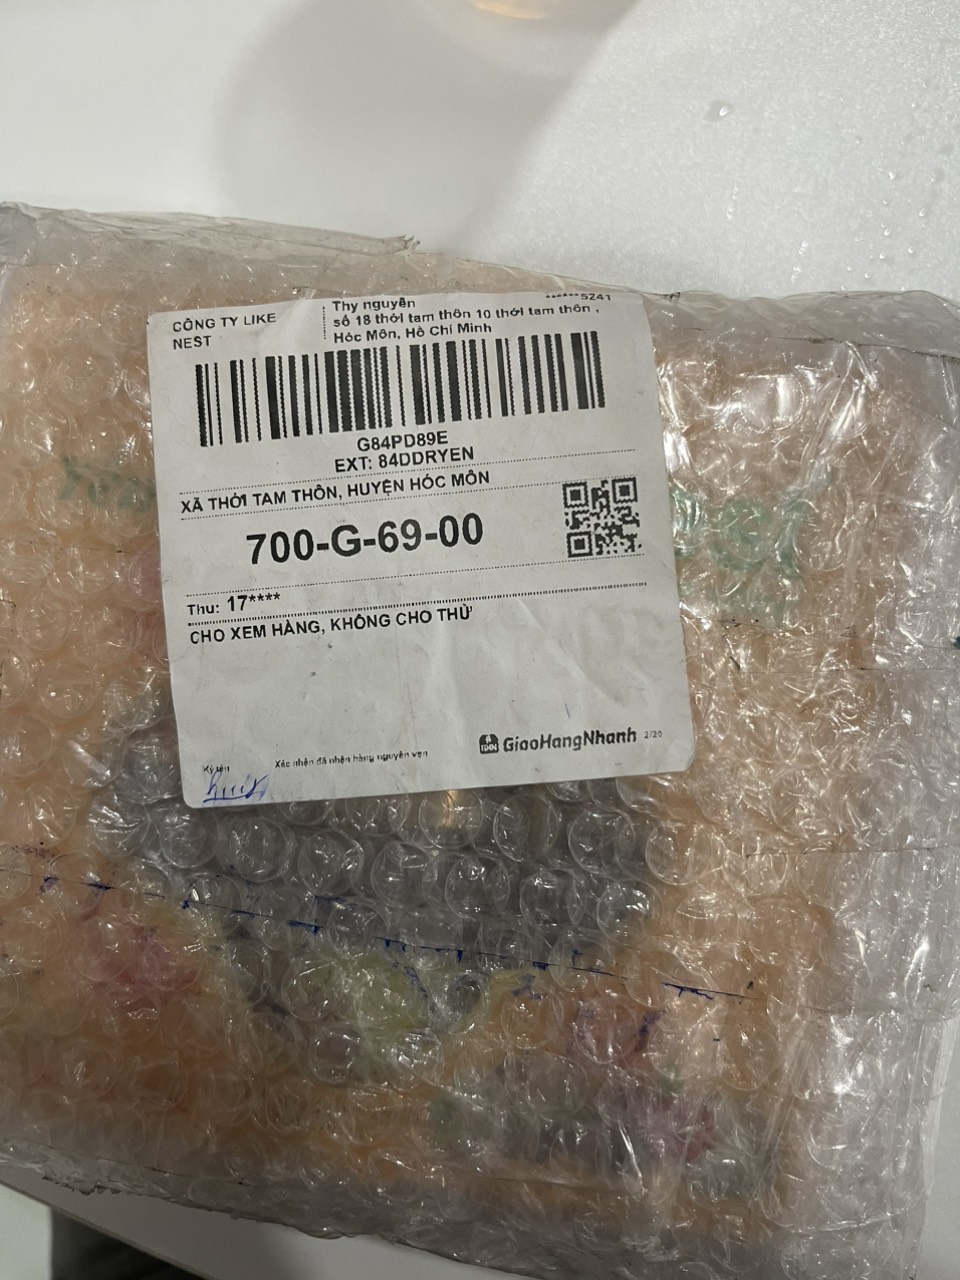 CÔNG TY LIKE
NEST
Thy nguyễn
******5241
số 18 thới tam thôn 10 thới tam thôn ,
Hóc Môn, Hồ Chí Minh
G84PD89E
EXT: 84DDRYEN
XÃ THỚI TAM THÔN, HUYỆN HÓC MÔN
700-G-69-00
Thu: 17****
CHO XEM HÀNG, KHÔNG CHO THỬ
GiaoHangNhanh 2/20
Ký tên
Xác nhận đã nhận hàng nguyên vẹn